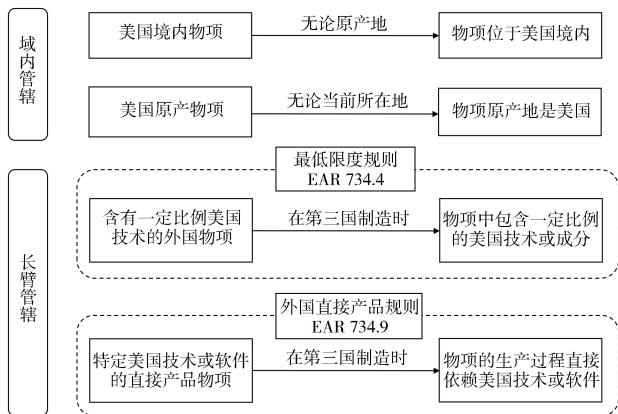 域内管辖
美国境内物项
无论原产地
物项位于美国境内
美国原产物项
无论当前所在地
物项原产地是美国
长臂管辖
最低限度规则
EAR 734.4
含有一定比例美国
技术的外国物项
在第三国制造时
物项中包含一定比例
的美国技术或成分
外国直接产品规则
EAR 734.9
特定美国技术或软件
的直接产品物项
在第三国制造时
物项的生产过程直接
依赖美国技术或软件